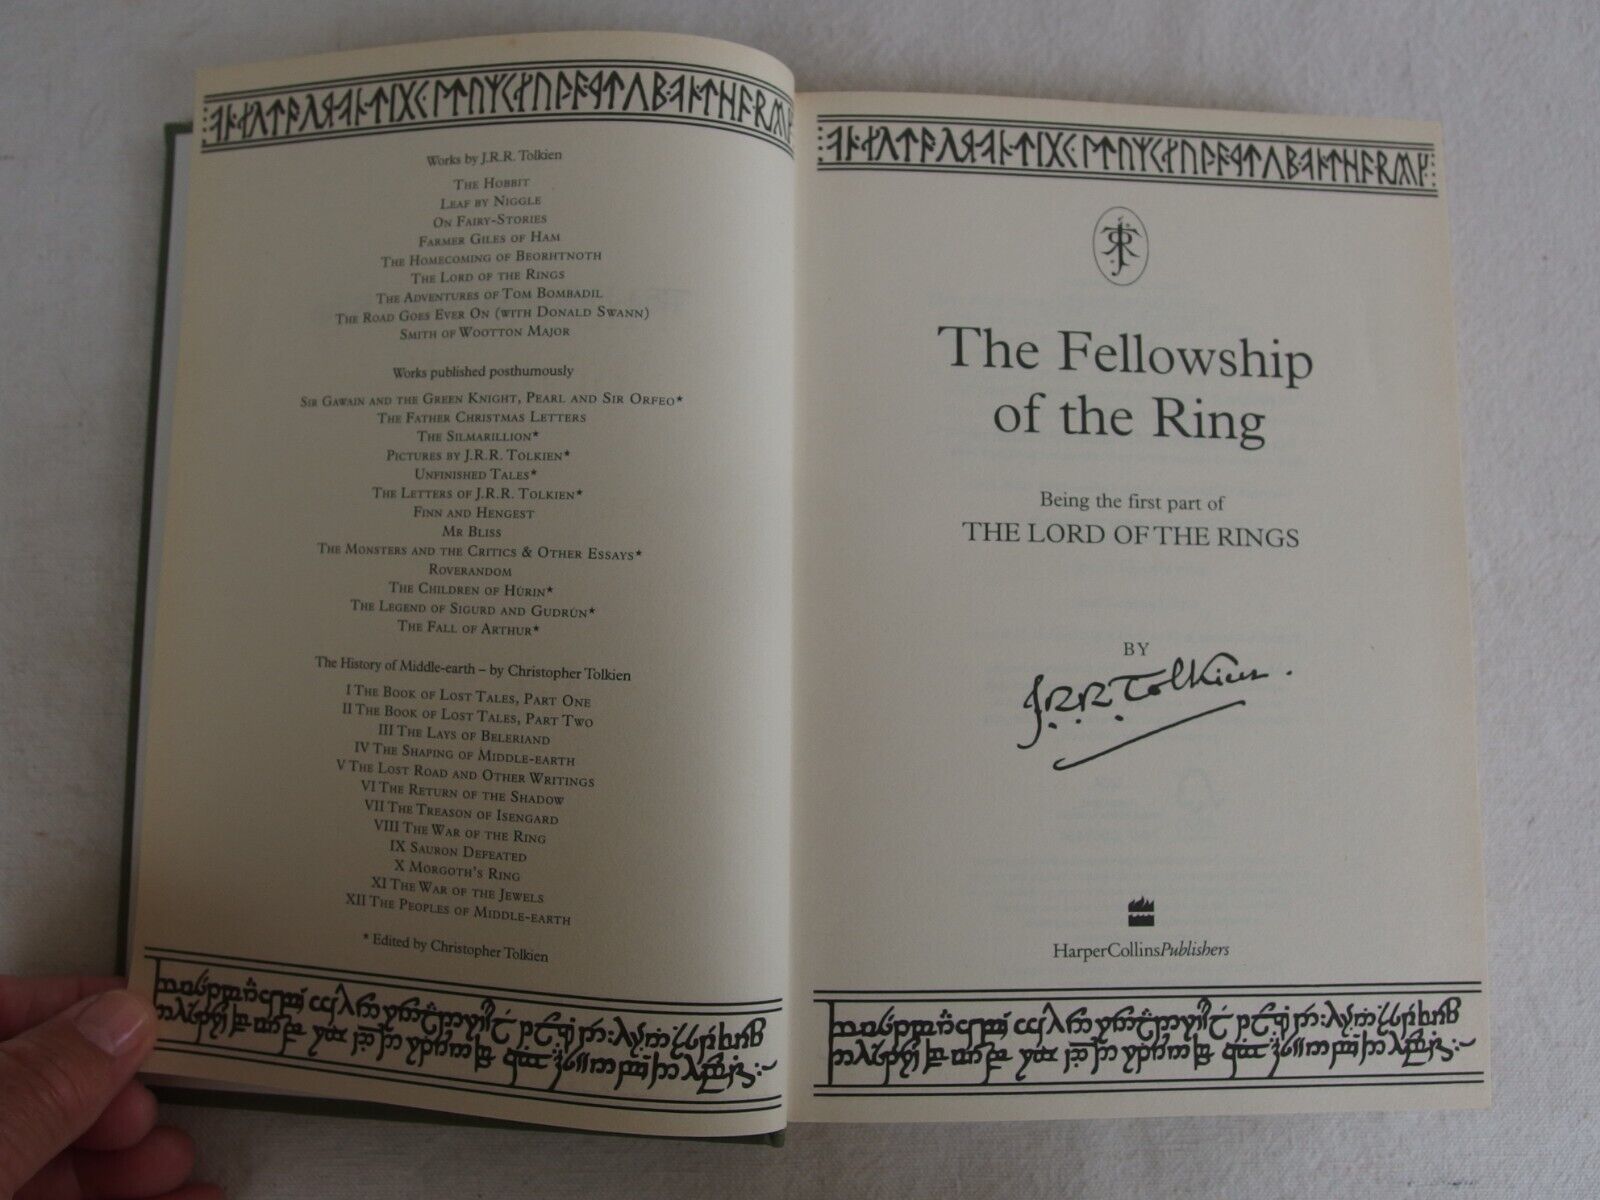 Works by J.R.R. Tolkien
THE HOBBIT
LEAF BY NIGGLE
ON FAIRY-STORIES
FARMER GILES OF HAM
THE HOMECOMING OF BEORHTNOTH
THE LORD OF THE RINGS
THE ADVENTURES OF TOM BOMBADIL
THE ROAD GOES EVER ON (WITH DONALD SWANN)
SMITH OF WOOTTON MAJOR
Works published posthumously
SIR GAWAIN AND THE GREEN KNIGHT, PEARL AND SIR ORFEO*
THE FATHER CHRISTMAS LETTERS
THE SILMARILLION*
PICTURES BY J.R.R. TOLKIEN*
UNFINISHED TALES*
THE LETTERS OF J.R.R. TOLKIEN*
FINN AND HENGEST
MR BLISS
THE MONSTERS AND THE CRITICS & OTHER ESSAYS*
ROVERANDOM
THE CHILDREN OF HÚRIN*
THE LEGEND OF SIGURD AND GUDRÚN*
THE FALL OF ARTHUR*
The History of Middle-earth – by Christopher Tolkien
I THE BOOK OF LOST TALES, PART ONE
II THE BOOK OF LOST TALES, PART TWO
III THE LAYS OF BELERIAND
IV THE SHAPING OF MIDDLE-EARTH
V THE LOST ROAD AND OTHER WRITINGS
VI THE RETURN OF THE SHADOW
VII THE TREASON OF ISENGARD
VIII THE WAR OF THE RING
IX SAURON DEFEATED
X MORGOTH'S RING
XI THE WAR OF THE JEWELS
XII THE PEOPLES OF MIDDLE-EARTH
* Edited by Christopher Tolkien
The Fellowship
of the Ring
Being the first part of
THE LORD OF THE RINGS
BY
J.R.R. Tolkien.
HarperCollinsPublishers